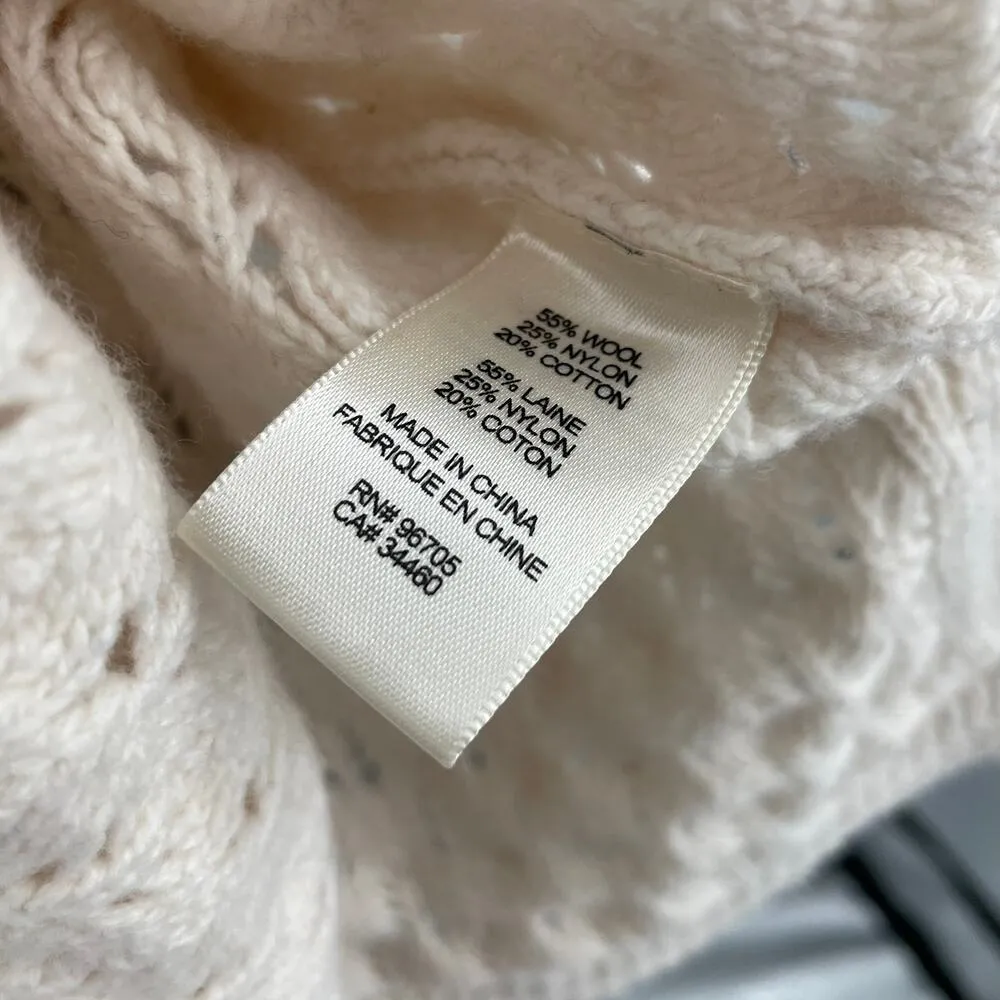 55% WOOL
25% NYLON
20% COTTON
55% LAINE
25% NYLON
20% COTON
MADE IN CHINA
FABRIQUE EN CHINE
RN# 96705
CA# 34460